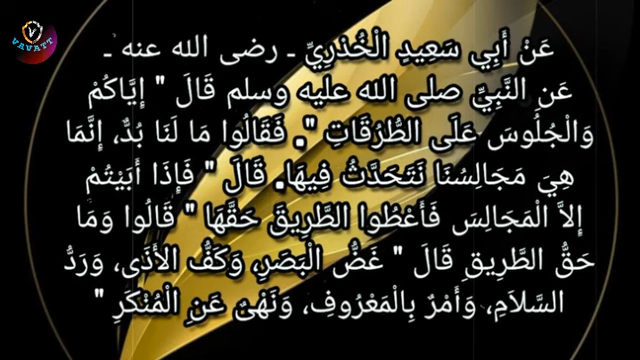 VAVATT
عَنْ أَبِي سَعِيدٍ الْخُدْرِيِّ ـ رضى الله عنه ـ
عَنِ النَّبِيِّ صلى الله عليه وسلم قَالَ " إِيَّاكُمْ
وَالْجُلُوسَ عَلَى الطُّرُقَاتِ ". فَقَالُوا مَا لَنَا بُدٌّ، إِنَّمَا
هِيَ مَجَالِسُنَا نَتَحَدَّثُ فِيهَا. قَالَ " فَإِذَا أَبَيْتُمْ
إِلاَّ الْمَجَالِسَ فَأَعْطُوا الطَّرِيقَ حَقَّهَا " قَالُوا وَمَا
حَقُّ الطَّرِيقِ قَالَ " غَضُّ الْبَصَرِ، وَكَفُّ الأَذَى، وَرَدُّ
السَّلاَمِ، وَأَمْرٌ بِالْمَعْرُوفِ، وَنَهْىٌ عَنِ الْمُنْكَرِ "